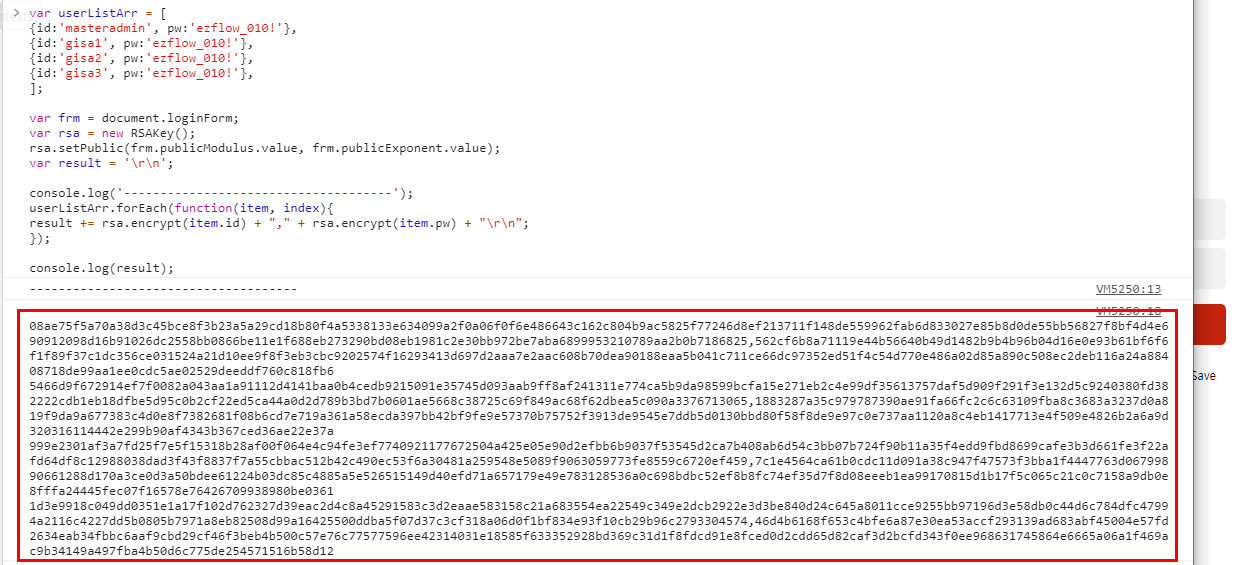 var userListArr = [
{id:'masteradmin', pw:'ezflow_010!'},
{id:'gisa1', pw:'ezflow_010!'},
{id:'gisa2', pw:'ezflow_010!'},
{id:'gisa3', pw:'ezflow_010!'},
];
var frm = document.loginForm;
var rsa = new RSAKey();
rsa.setPublic(frm.publicModulus.value, frm.publicExponent.value);
var result = '\r\n';
console.log('-------------------------------------');
userListArr.forEach(function(item, index){
result += rsa.encrypt(item.id) + "," + rsa.encrypt(item.pw) + "\r\n";
});
console.log(result);
------------------------------------- VM5250:13
VM5250:18
08ae75f5a70a38d3c45bce8f3b23a5a29cd18b80f4a5338133e634099a2f0a06f0f6e486643c162c804b9ac5825f77246d8ef213711f148de559962fab6d833027e85b8d0de55bb56827f8bf4d4e6
90912098d16b91026dc2558bb0866be11e1f688eb273290bd08eb1981c2e30bb972be7aba6899953210789aa2b0b7186825,562cf6b8a71119e44b56640b49d1482b9b4b96b04d16e0e93b61bf6f6
f1f89f37c1dc356ce031524a21d10ee9f8f3eb3cbc9202574f16293413d697d2aaa7e2aac608b70dea90188eaa5b041c711ce66dc97352ed51f4c54d770e486a02d85a890c508ec2deb116a24a884
08718de99aa1ee0cdc5ae02529deeddf760c818fb6
5466d9f672914ef7f0082a043aa1a91112d4141baa0b4cedb9215091e35745d093aab9ff8af241311e774ca5b9da98599bcfa15e271eb2c4e99df35613757daf5d909f291f3e132d5c9240380fd38
2222cdb1eb18dfbe5d95c0b2cf22ed5ca44a0d2d789b3bd7b0601ae5668c38725c69f849ac68f62dbea5c090a3376713065,1883287a35c979787390ae91fa66fc2c6c63109fba8c3683a3237d0a8
19f9da9a677383c4d0e8f7382681f08b6cd7e719a361a58ecda397bb42bf9fe9e57370b75752f3913de9545e7ddb5d0130bbd80f58f8de9e97c0e737aa1120a8c4eb1417713e4f509e4826b2a6a9d
320316114442e299b90af4343b367ced36ae22e37a
999e2301af3a7fd25f7e5f15318b28af00f064e4c94fe3ef7740921177672504a425e05e90d2efbb6b9037f53545d2ca7b408ab6d54c3bb07b724f90b11a35f4edd9fbd8699cafe3b3d661fe3f22a
fd64df8c12988038dad3f43f8837f7a55cbbac512b42c490ec53f6a30481a259548e5089f9063059773fe8559c6720ef459,7c1e4564ca61b0cdc11d091a38c947f47573f3bba1f4447763d067998
90661288d170a3ce0d3a50bdee61224b03dc85c4885a5e526515149d40efd71a657179e49e783128536a0c698bdbc52ef8b8fc74ef35d7f8d08eeeb1ea99170815d1b17f5c065c21c0c7158a9db0e
8fffa24445fec07f16578e76426709938980be0361
1d3e9918c049dd0351e1a17f102d762327d39eac2d4c8a45291583c3d2eaae583158c21a683554ea22549c349e2dcb2922e3d3be840d24c645a8011cce9255bb97196d3e58db0c44d6c784dfc4799
4a2116c4227dd5b0805b7971a8eb82508d99a16425500ddba5f07d37c3cf318a06d0f1bf834e93f10cb29b96c2793304574,46d4b6168f653c4bfe6a87e30ea53accf293139ad683abf45004e57fd
2634eab34fbbc6aaf9cbd29cf46f3beb4b500c57e76c77577596ee42314031e18585f633352928bd369c31d1f8fdcd91e8fced0d2cdd65d82caf3d2bcfd343f0ee968631745864e6665a06a1f469a
c9b34149a497fba4b50d6c775de254571516b58d12
Save